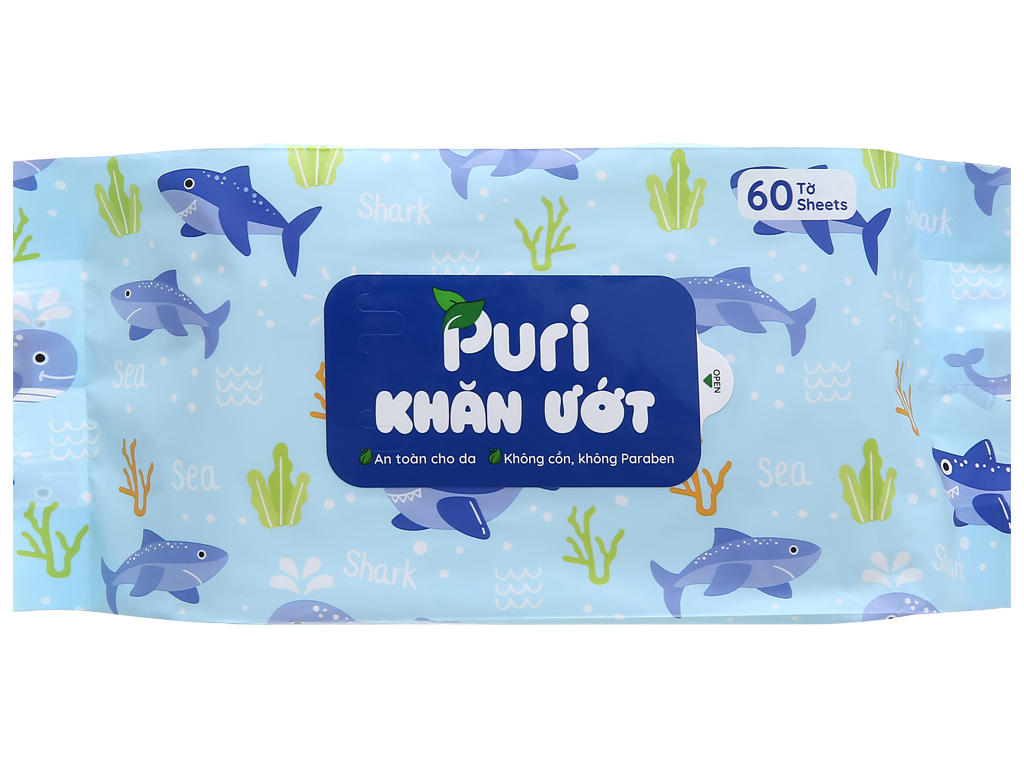 Shark
60 Tờ
Sheets
Shark
Puri
OPEN
Sea
KHĂN ƯỚT
An toàn cho da Không cồn, không Paraben
Sea
Sea
Shark
Shark